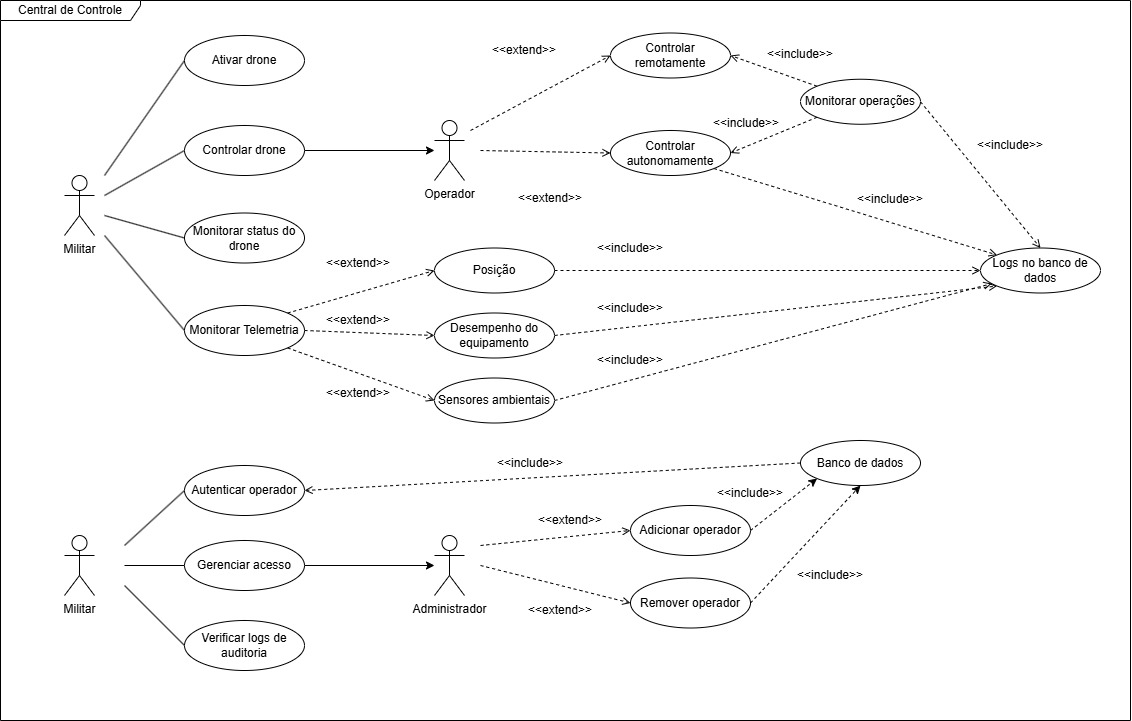 Central de Controle
Ativar drone
<<extend>>
Controlar
remotamente
<<include>>
Monitorar operações
<<include>>
Controlar drone
Operador
Controlar
autonomamente
<<include>>
<<extend>>
<<include>>
Militar
Monitorar status do
drone
<<extend>>
Posição
<<include>>
Logs no banco de
dados
Monitorar Telemetria
<<extend>>
Desempenho do
equipamento
<<include>>
<<extend>>
Sensores ambientais
<<include>>
Autenticar operador
<<include>>
Banco de dados
<<include>>
<<extend>>
Adicionar operador
Militar
Gerenciar acesso
Administrador
<<extend>>
Remover operador
<<include>>
Verificar logs de
auditoria